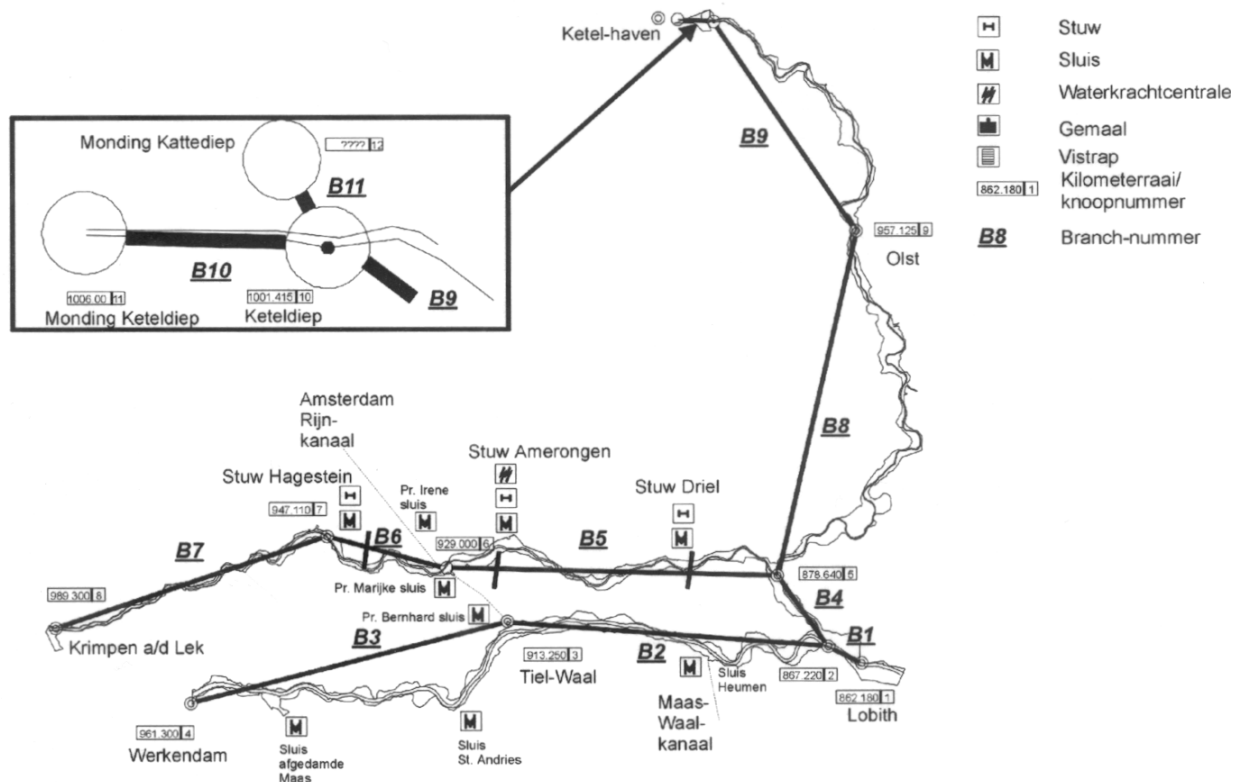 Ketel-haven
Stuw
Sluis
Waterkrachtcentrale
Gemaal
Vistrap
862.180 1
Kilometerraai/
knoopnummer
B8
Branch-nummer
Monding Kattediep
???? 12
B11
B10
B9
1006.00 11
1001.415 10
Monding Keteldiep
Keteldiep
B9
957.125 9
Olst
B8
Amsterdam
Rijn-
kanaal
Stuw Amerongen
Stuw Hagestein
Pr. Irene
sluis
Stuw Driel
947.110 7
B6
929.000 6
B5
B7
878.640 5
Pr. Marijke sluis
B4
989.300 8
Pr. Bernhard sluis
Krimpen a/d Lek
B3
B2
B1
913.250 3
Tiel-Waal
Sluis
Heumen
867.220 2
862.180 1
Lobith
Maas-
Waal-
kanaal
961.300 4
Werkendam
Sluis
afgedamde
Maas
Sluis
St. Andries